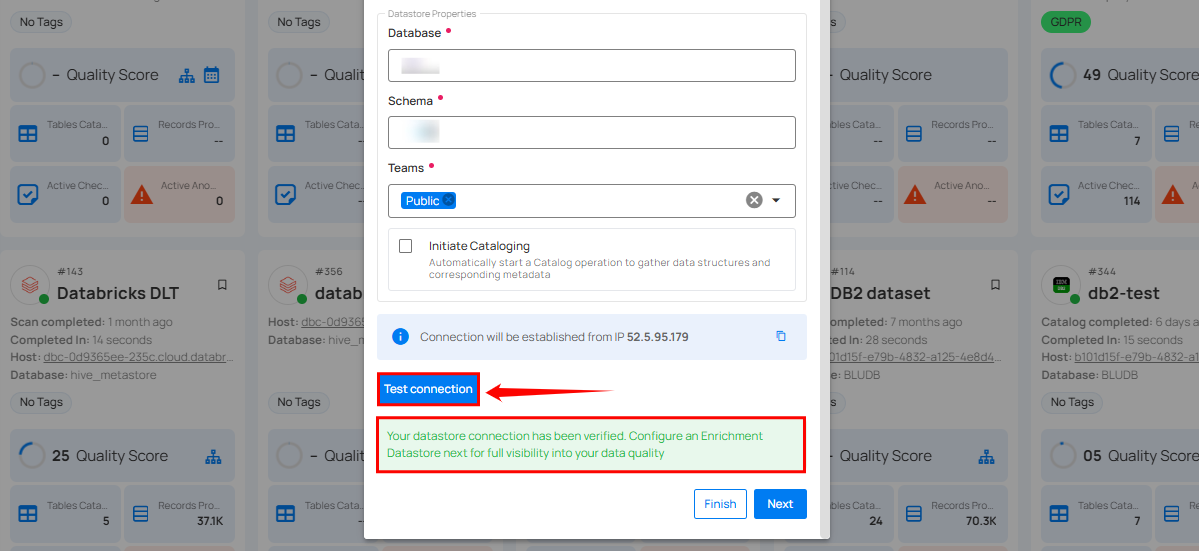 No Tags
No Tags
GDPR
– Quality Score
– Qualit
Quality Score
49 Quality Score
Tables Cata...
0
Records Pro...
--
Tables Cata...
Records Pro...
--
Tables Cata...
7
Records
Active Chec...
0
Active Ano...
0
Active Chec...
Active Ano...
--
Active Chec...
114
Active
Datastore Properties
Database
Schema
Teams
Public
Initiate Cataloging
Automatically start a Catalog operation to gather data structures and
corresponding metadata
Connection will be established from IP 52.5.95.179
Test connection
Your datastore connection has been verified. Configure an Enrichment
Datastore next for full visibility into your data quality
Finish
Next
#143
Databricks DLT
Scan completed: 1 month ago
Completed In: 14 seconds
Host: dbc-0d9365ee-235c.cloud.databr...
Database: hive_metastore
No Tags
25 Quality Score
Tables Cata...
5
Records Pro...
37.1K
#356
datab
Host: dbc-0d9365
Database: hive_m
No Tags
– Qualit
Tables Cata...
#114
DB2 dataset
completed: 7 months ago
In: 28 seconds
b101d15f-e79b-4832-a125-4e8d4...
BLUDB
Quality Score
24
Records Pro...
70.3K
#344
db2-test
Catalog completed: 6 days a
Completed In: 15 seconds
Host: b101d15f-e79b-4832-a1
Database: BLUDB
No Tags
05 Quality Score
Tables Cata...
7
Records